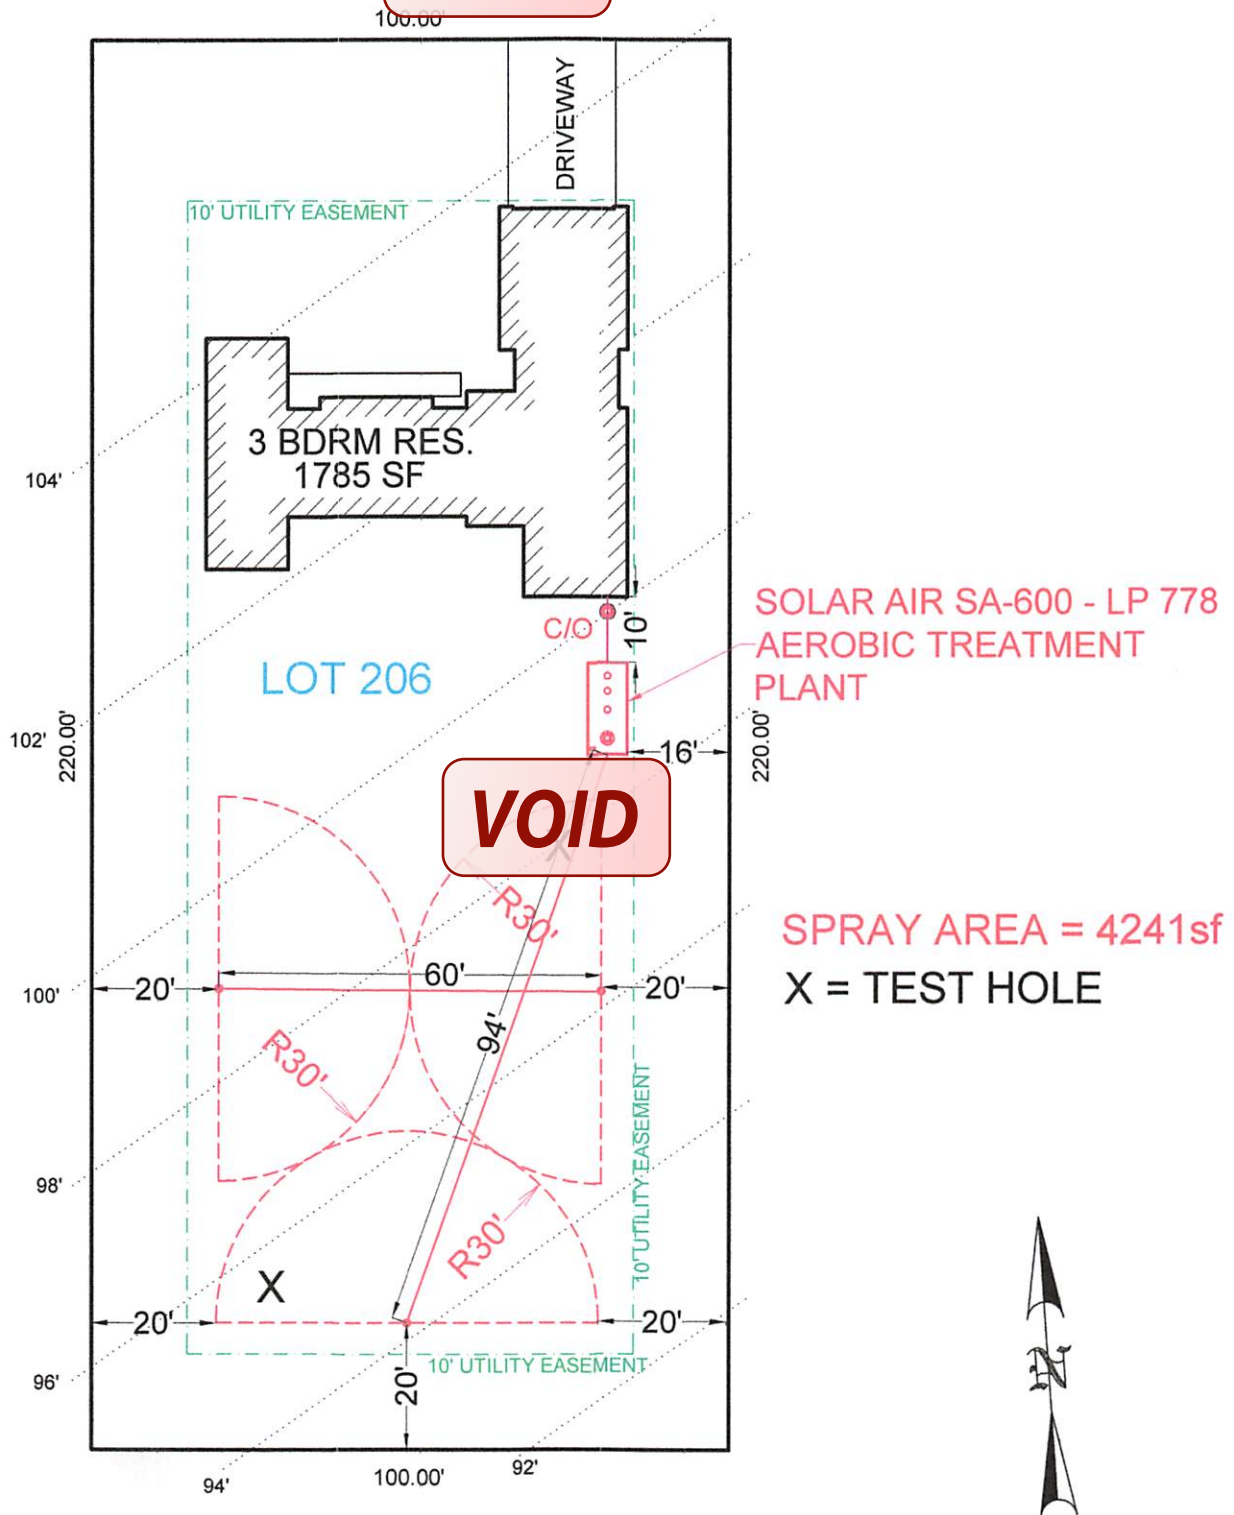 100.00'
DRIVEWAY
10' UTILITY EASEMENT
3 BDRM RES.
1785 SF
104'
C/O
10'
SOLAR AIR SA-600 - LP 778
AEROBIC TREATMENT
PLANT
LOT 206
102'
220.00'
16'
220.00'
VOID
X
R30'
SPRAY AREA = 4241sf
X = TEST HOLE
60'
20'
20'
100'
94'
R30'
10' UTILITY EASEMENT
98'
R30'
X
20'
20'
10' UTILITY EASEMENT
20'
96'
94'
100.00'
92'
N